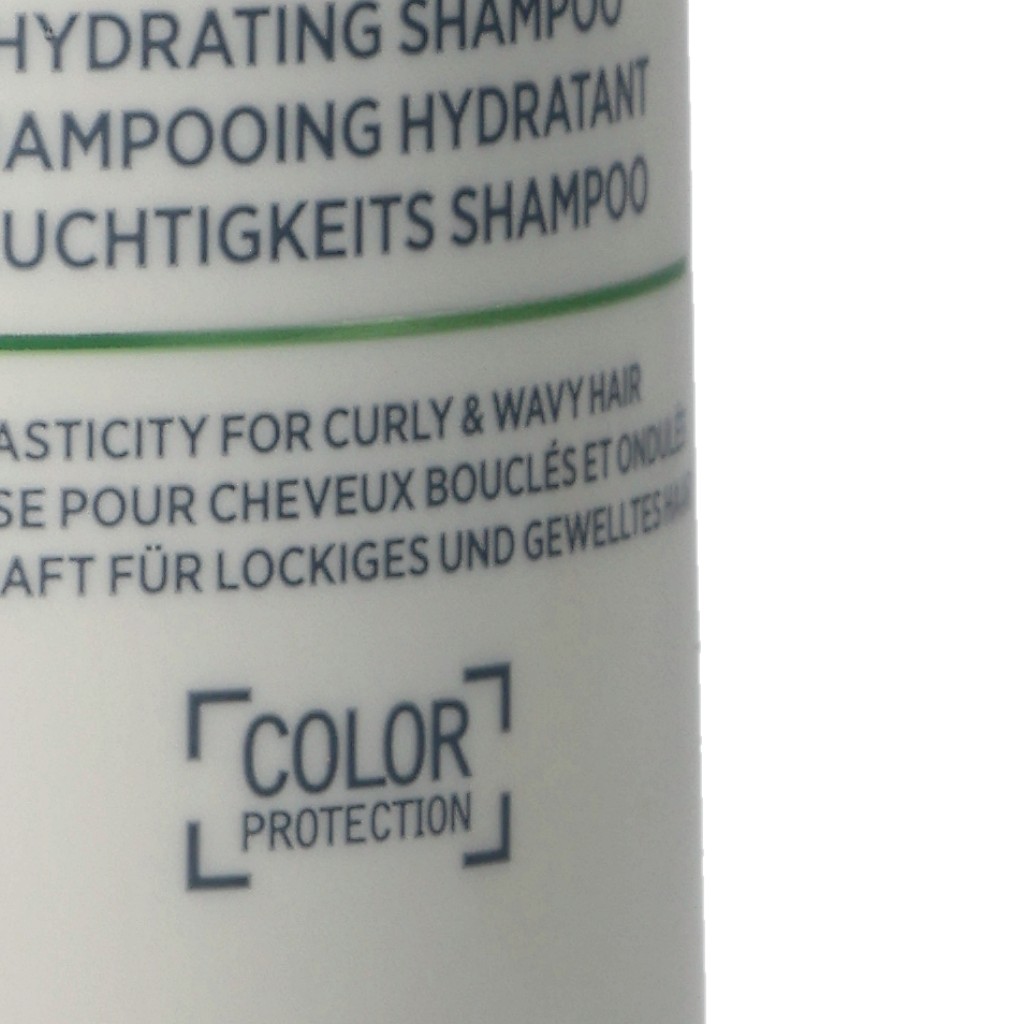 HYDRATING SHAMPOO
AMPOOING HYDRATANT
UCHTIGKEITS SHAMPOO
ASTICITY FOR CURLY & WAVY HAIR
SE POUR CHEVEUX BOUCLÉS ET
AFT FÜR LOCKIGES UND GEWELLTES
COLOR
PROTECTION